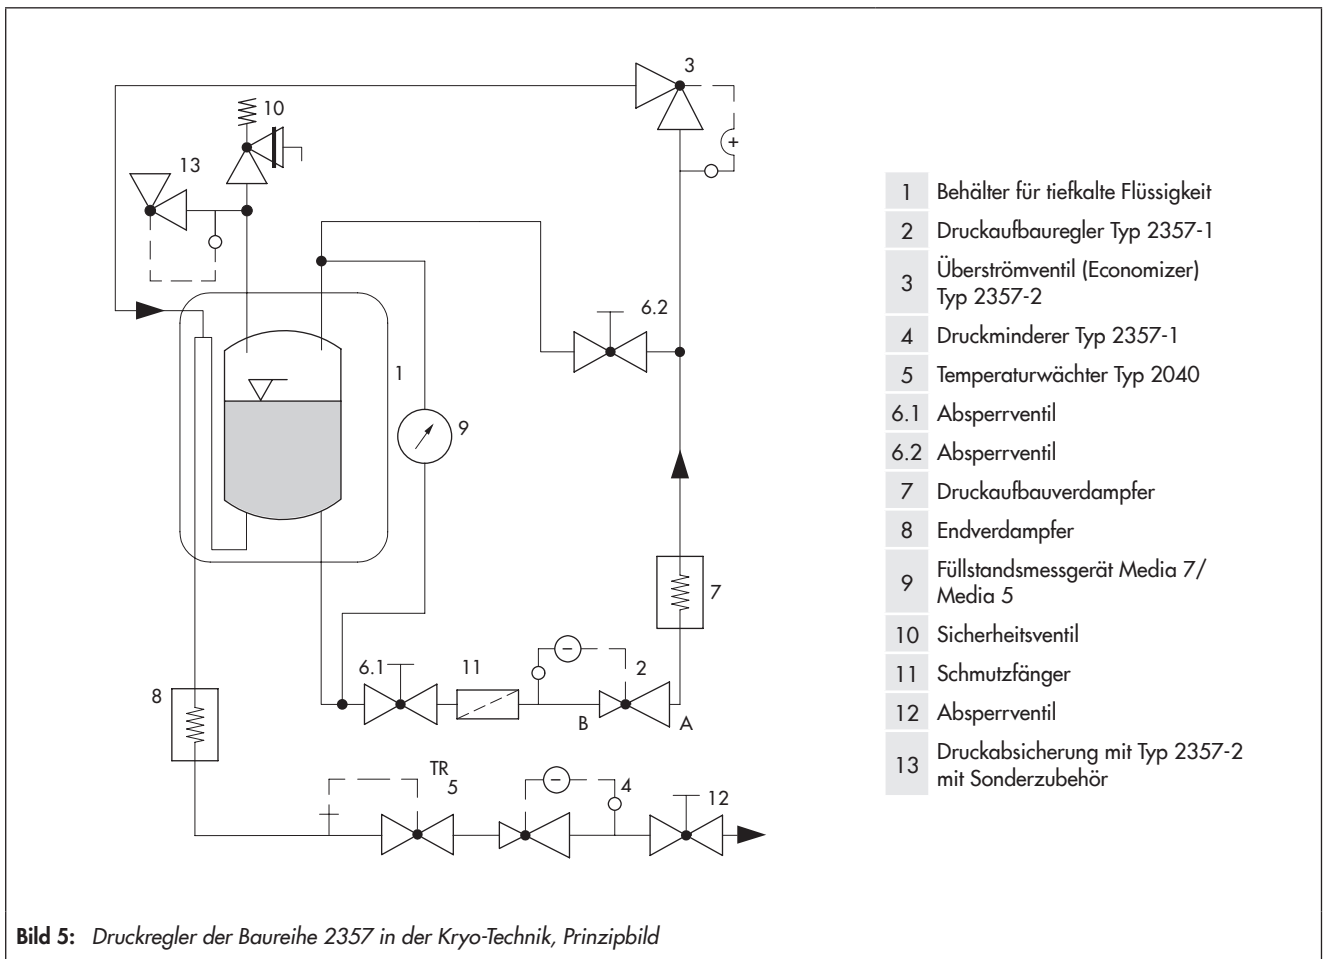 3
10
13
6.2
1
9
7
6.1
11
2
8
B
A
TR
5
4
12
+
−
−
1 Behälter für tiefkalte Flüssigkeit
2 Druckaufbauregler Typ 2357-1
3 Überströmventil (Economizer)
Typ 2357-2
4 Druckminderer Typ 2357-1
5 Temperaturwächter Typ 2040
6.1 Absperrventil
6.2 Absperrventil
7 Druckaufbauverdampfer
8 Endverdampfer
9 Füllstandsmessgerät Media 7/
Media 5
10 Sicherheitsventil
11 Schmutzfänger
12 Absperrventil
13 Druckabsicherung mit Typ 2357-2
mit Sonderzubehör
Bild 5: Druckregler der Baureihe 2357 in der Kryo-Technik, Prinzipbild